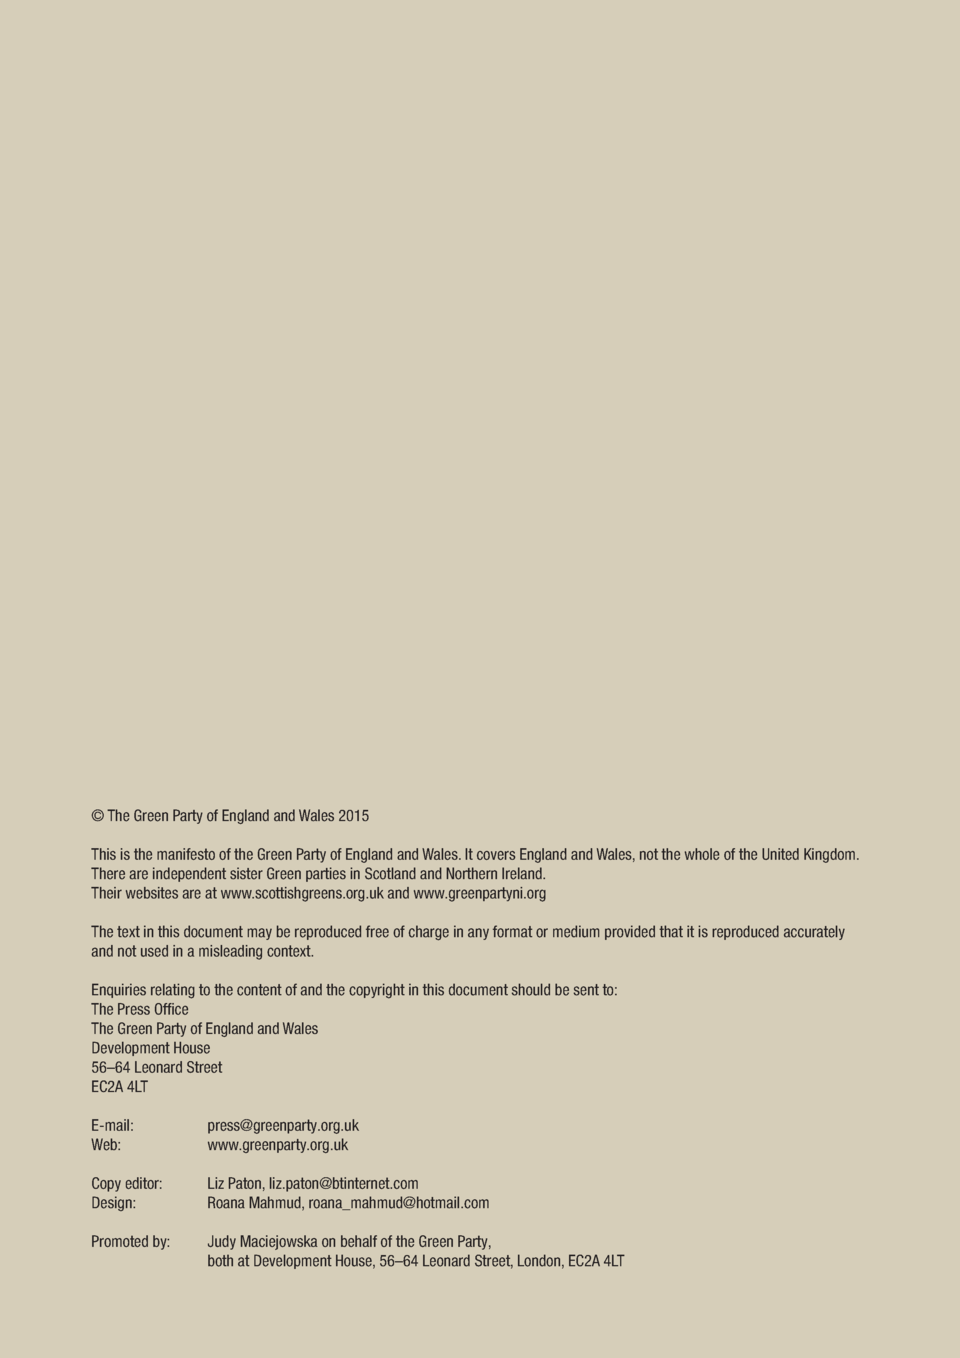 © The Green Party of England and Wales 2015
This is the manifesto of the Green Party of England and Wales. It covers England and Wales, not the whole of the United Kingdom.
There are independent sister Green parties in Scotland and Northern Ireland.
Their websites are at www.scottishgreens.org.uk and www.greenpartyni.org
The text in this document may be reproduced free of charge in any format or medium provided that it is reproduced accurately
and not used in a misleading context.
Enquiries relating to the content of and the copyright in this document should be sent to:
The Press Office
The Green Party of England and Wales
Development House
56–64 Leonard Street
EC2A 4LT
E-mail: press@greenparty.org.uk
Web: www.greenparty.org.uk
Copy editor: Liz Paton, liz.paton@btinternet.com
Design: Roana Mahmud, roana_mahmud@hotmail.com
Promoted by: Judy Maciejowska on behalf of the Green Party,
both at Development House, 56–64 Leonard Street, London, EC2A 4LT